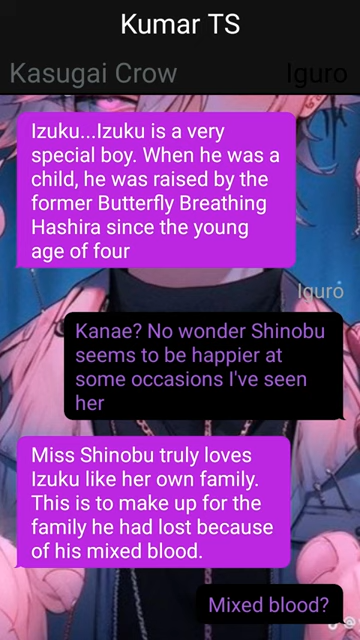 Kumar TS
Kasugai Crow Iguro
Izuku...Izuku is a very
special boy. When he was a
child, he was raised by the
former Butterfly Breathing
Hashira since the young
age of four
Iguro
Kanae? No wonder Shinobu
seems to be happier at
some occasions I've seen
her
Miss Shinobu truly loves
Izuku like her own family.
This is to make up for the
family he had lost because
of his mixed blood.
Mixed blood?